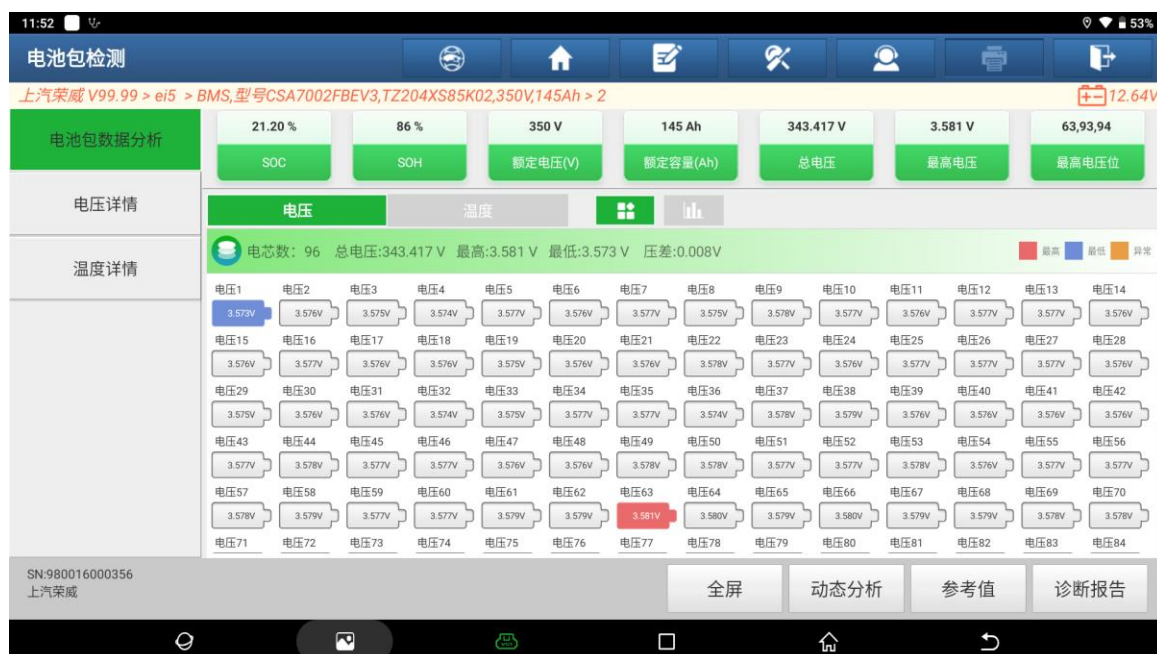 11:52
53%
电池包检测
上汽荣威 V99.99 > ei5 > BMS,型号CSA7002FBEV3,TZ204XS85K02,350V,145Ah > 2
12.64V
电池包数据分析
电压详情
温度详情
21.20 % 86 % 350 V 145 Ah 343.417 V 3.581 V 63,93,94
SOC SOH 额定电压(V) 额定容量(Ah) 总电压 最高电压 最高电压位
电压 温度
电芯数: 96 总电压:343.417 V 最高:3.581 V 最低:3.573 V 压差:0.008V
最高 最低 异常
电压1 电压2 电压3 电压4 电压5 电压6 电压7 电压8 电压9 电压10 电压11 电压12 电压13 电压14
3.573V 3.576V 3.575V 3.574V 3.577V 3.576V 3.577V 3.575V 3.578V 3.577V 3.576V 3.577V 3.577V 3.576V
电压15 电压16 电压17 电压18 电压19 电压20 电压21 电压22 电压23 电压24 电压25 电压26 电压27 电压28
3.576V 3.577V 3.576V 3.576V 3.575V 3.576V 3.576V 3.578V 3.577V 3.576V 3.577V 3.577V 3.577V 3.576V
电压29 电压30 电压31 电压32 电压33 电压34 电压35 电压36 电压37 电压38 电压39 电压40 电压41 电压42
3.575V 3.576V 3.576V 3.574V 3.575V 3.577V 3.577V 3.574V 3.578V 3.579V 3.576V 3.576V 3.576V 3.576V
电压43 电压44 电压45 电压46 电压47 电压48 电压49 电压50 电压51 电压52 电压53 电压54 电压55 电压56
3.577V 3.578V 3.577V 3.577V 3.576V 3.576V 3.578V 3.578V 3.577V 3.577V 3.578V 3.576V 3.577V 3.577V
电压57 电压58 电压59 电压60 电压61 电压62 电压63 电压64 电压65 电压66 电压67 电压68 电压69 电压70
3.578V 3.579V 3.577V 3.577V 3.579V 3.579V 3.581V 3.580V 3.579V 3.580V 3.579V 3.579V 3.578V 3.578V
电压71 电压72 电压73 电压74 电压75 电压76 电压77 电压78 电压79 电压80 电压81 电压82 电压83 电压84
SN:980016000356
上汽荣威
全屏 动态分析 参考值 诊断报告